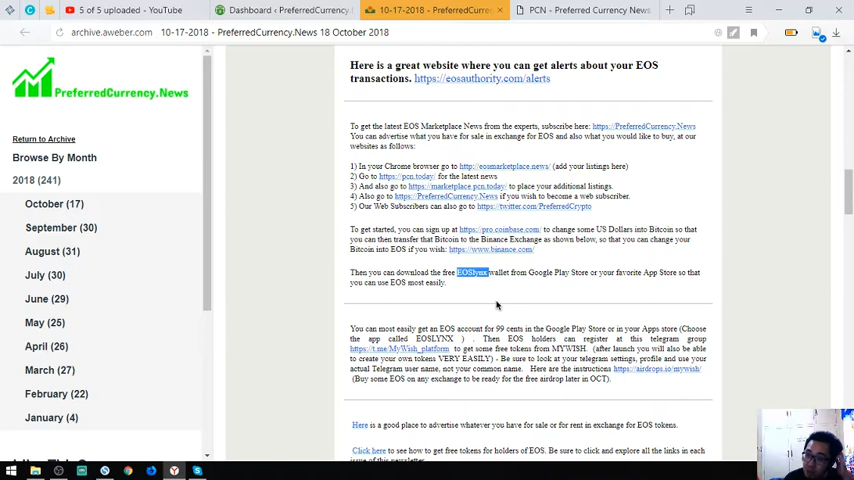 5 of 5 uploaded - YouTube
Dashboard ‹ PreferredCurrency.N
10-17-2018 - PreferredCurre
PCN - Preferred Currency News
archive.aweber.com
10-17-2018 - PreferredCurrency.News 18 October 2018
PreferredCurrency.News
Return to Archive
Browse By Month
2018 (241)
October (17)
September (30)
August (31)
July (30)
June (29)
May (25)
April (26)
March (27)
February (22)
January (4)
Here is a great website where you can get alerts about your EOS
transactions. https://eosauthority.com/alerts
To get the latest EOS Marketplace News from the experts, subscribe here: https://PreferredCurrency.News
You can advertise what you have for sale in exchange for EOS and also what you would like to buy, at our
websites as follows:
1) In your Chrome browser go to http://eosmarketplace.news/ (add your listings here)
2) Go to https://pcn.today/ for the latest news
3) And also go to https://marketplace.pcn.today/ to place your additional listings.
4) Also go to https://PreferredCurrency.News if you wish to become a web subscriber.
5) Our Web Subscribers can also go to https://twitter.com/PreferredCrypto
To get started, you can sign up at https://pro.coinbase.com/ to change some US Dollars into Bitcoin so that
you can then transfer that Bitcoin to the Binance Exchange as shown below, so that you can change your
Bitcoin into EOS if you wish: https://www.binance.com/
Then you can download the free EOSlynx wallet from Google Play Store or your favorite App Store so that
you can use EOS most easily.
You can most easily get an EOS account for 99 cents in the Google Play Store or in your Apps store (Choose
the app called EOSLYNX ) . Then EOS holders can register at this telegram group
https://t.me/MyWish_platform to get some free tokens from MYWISH. (after launch you will also be able
to create your own tokens VERY EASILY) - Be sure to look at your telegram settings, profile and use your
actual Telegram user name, not your common name. Here are the instructions https://airdrops.io/mywish/
(Buy some EOS on any exchange to be ready for the free airdrop later in OCT).
Here is a good place to advertise whatever you have for sale or for rent in exchange for EOS tokens.
Click here to see how to get free tokens for holders of EOS. Be sure to click and explore all the links in each
issue of this newsletter.